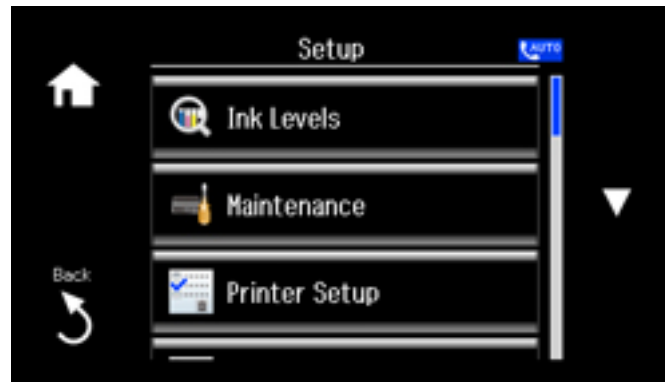 Setup
AUTO
Ink Levels
Maintenance
Printer Setup
Back